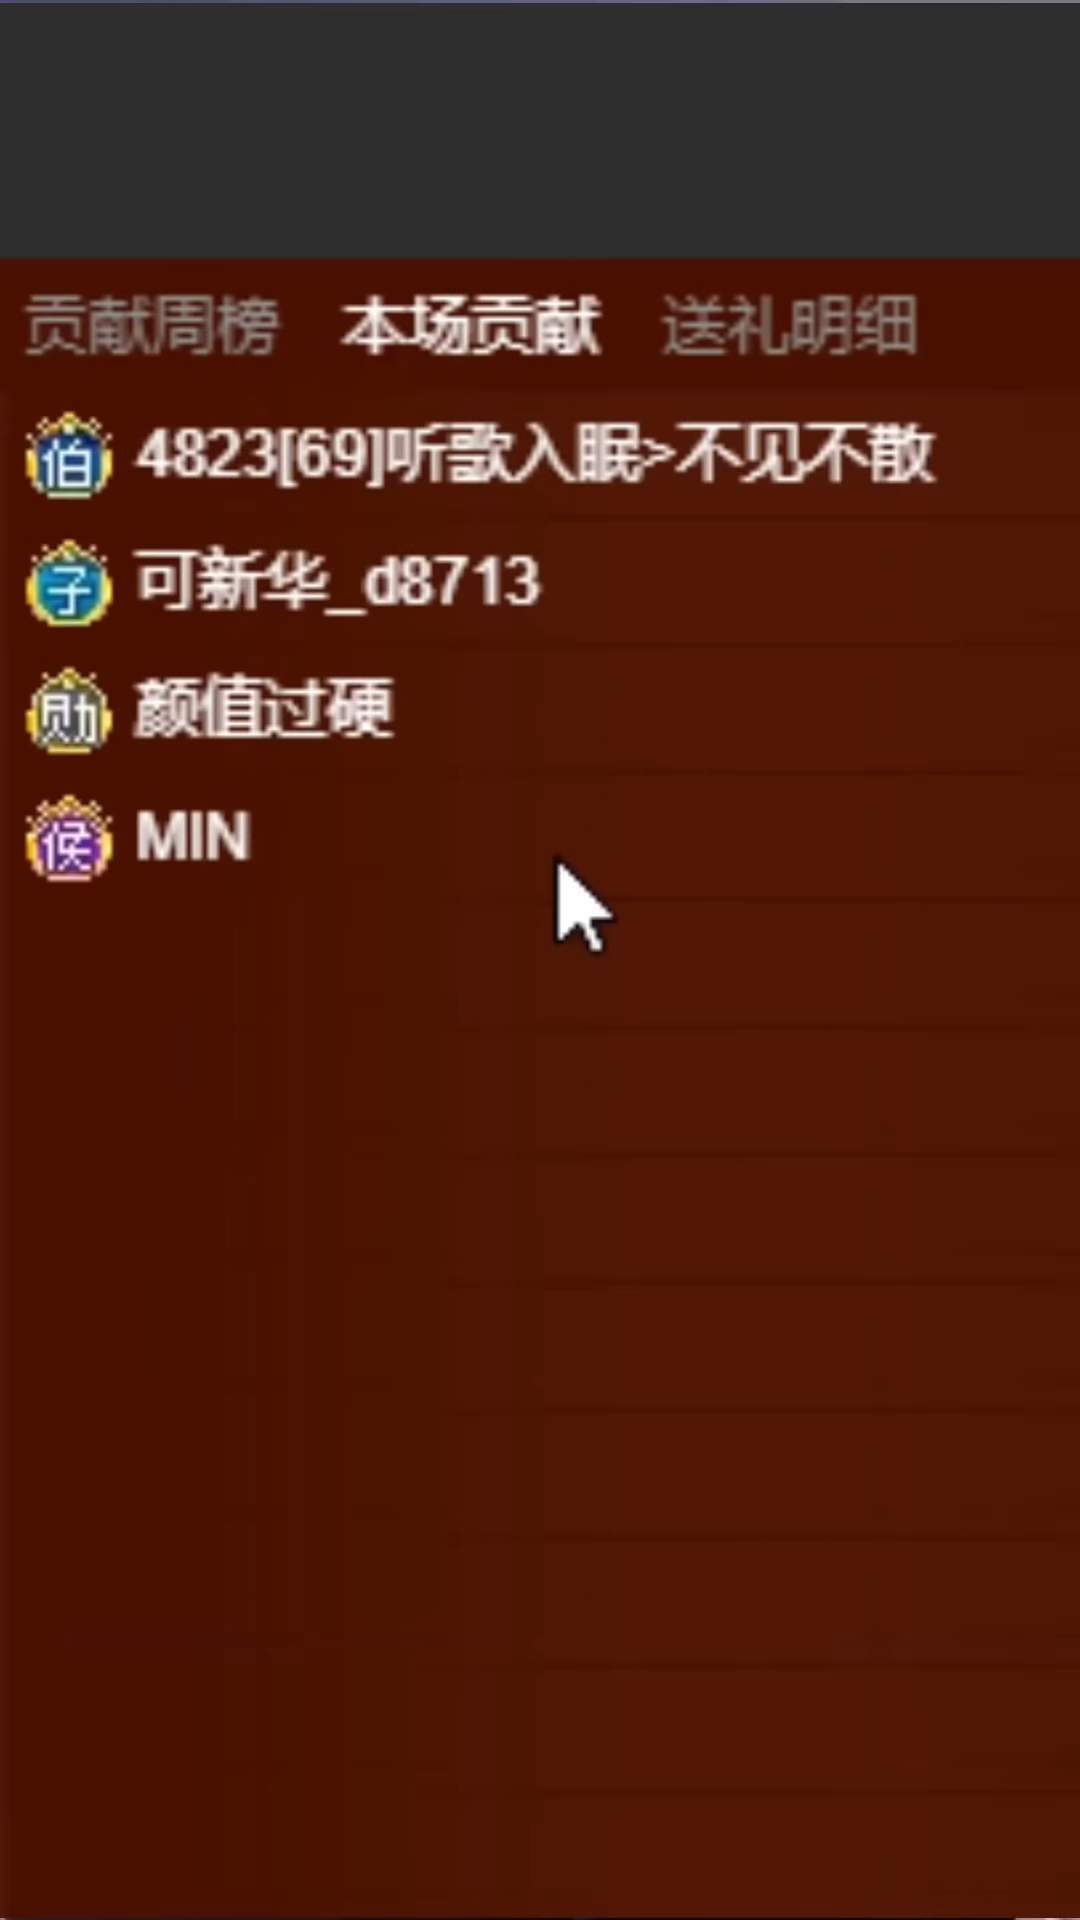 贡献周榜 本场贡献 送礼明细
伯 4823[69]听歌入眠>不见不散
子 可新华_d8713
勋 颜值过硬
侯 MIN